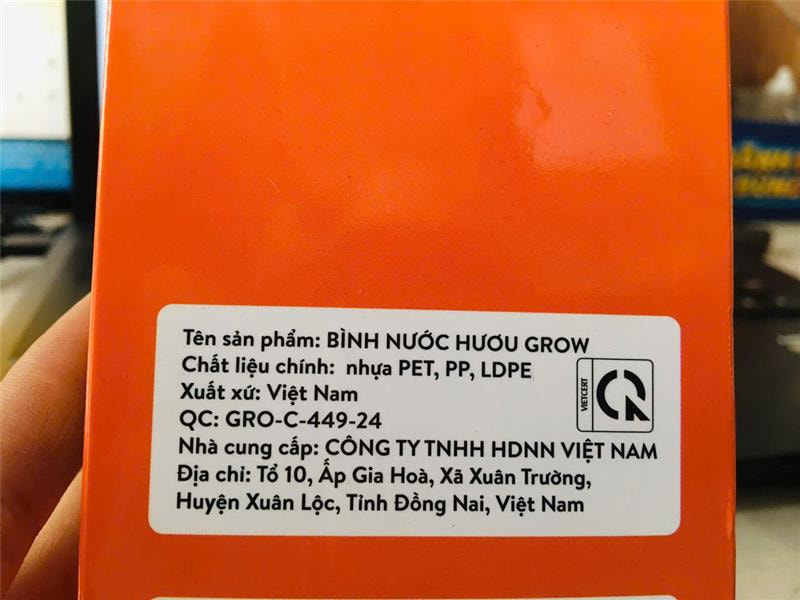 Tên sản phẩm: BÌNH NƯỚC HƯƠU GROW
Chất liệu chính: nhựa PET, PP, LDPE
Xuất xứ: Việt Nam
QC: GRO-C-449-24
Nhà cung cấp: CÔNG TY TNHH HDNN VIỆT NAM
Địa chỉ: Tổ 10, Ấp Gia Hoà, Xã Xuân Trường,
Huyện Xuân Lộc, Tỉnh Đồng Nai, Việt Nam
VIETCERT
CR